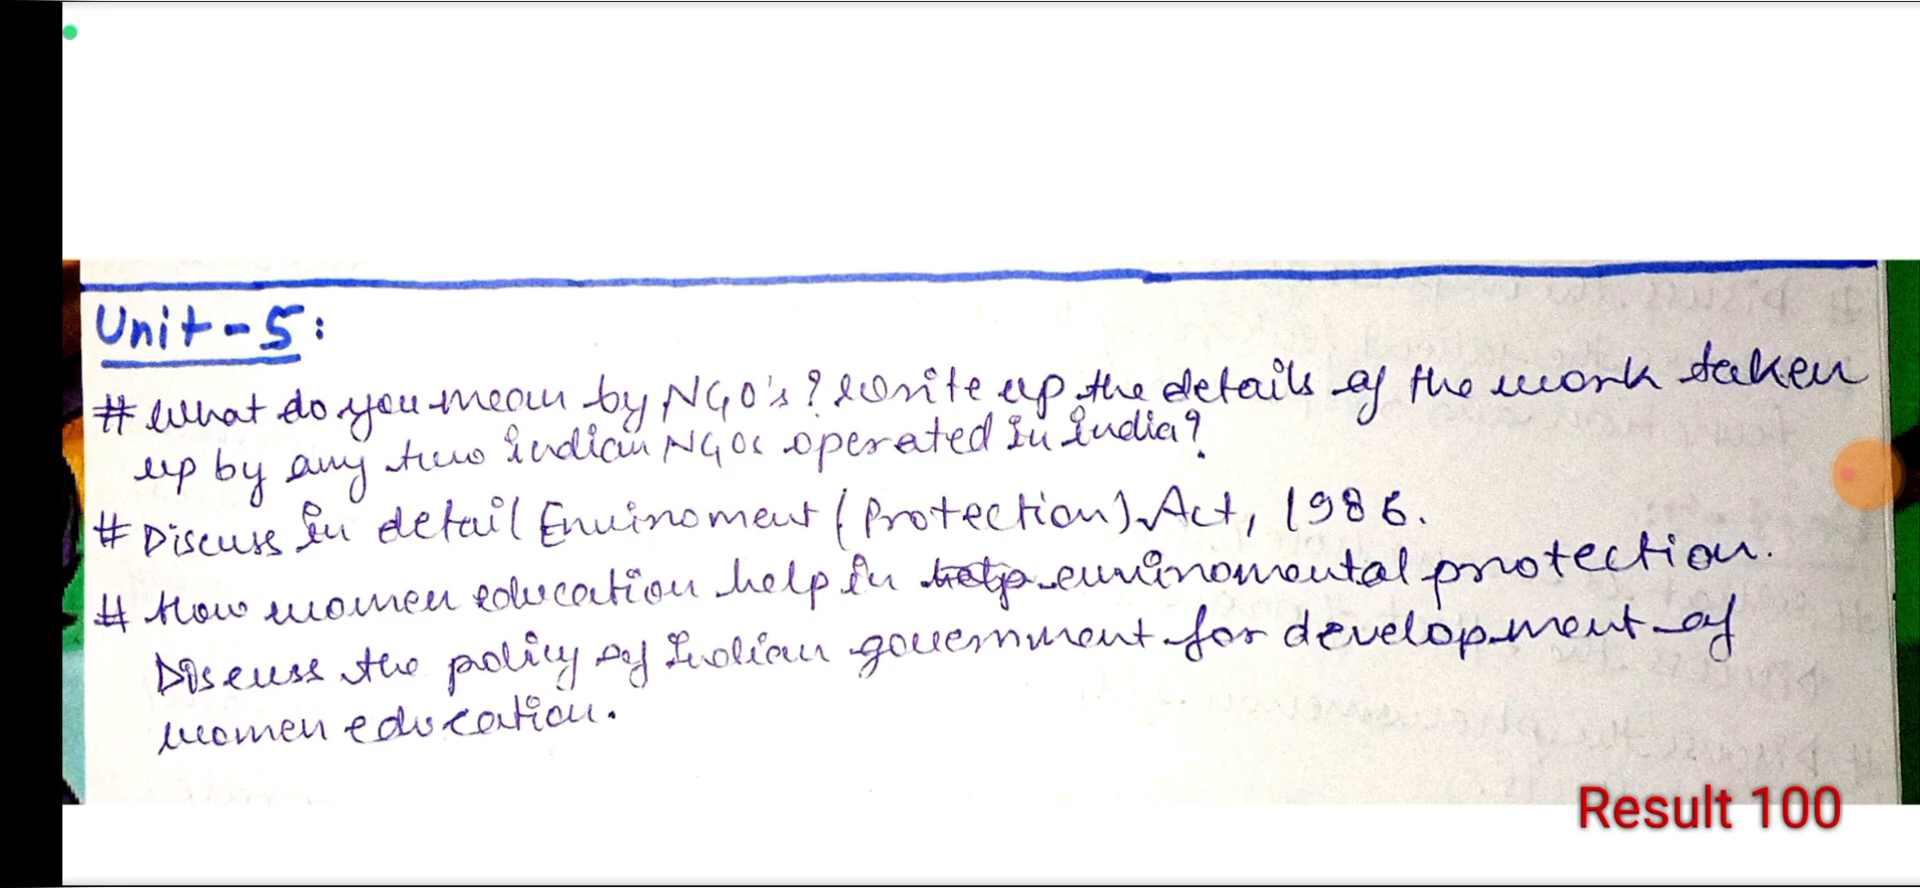 Unit-5:
# What do you mean by NGO's? Write up the details of the work taken
up by any two indian NGOs operated in india?
# Discuss in detail Envinoment (Protection) Act, 1986.
# How women education help in help envinomental protection.
Discuss the policy of Indian government for development of
women education.
Result 100